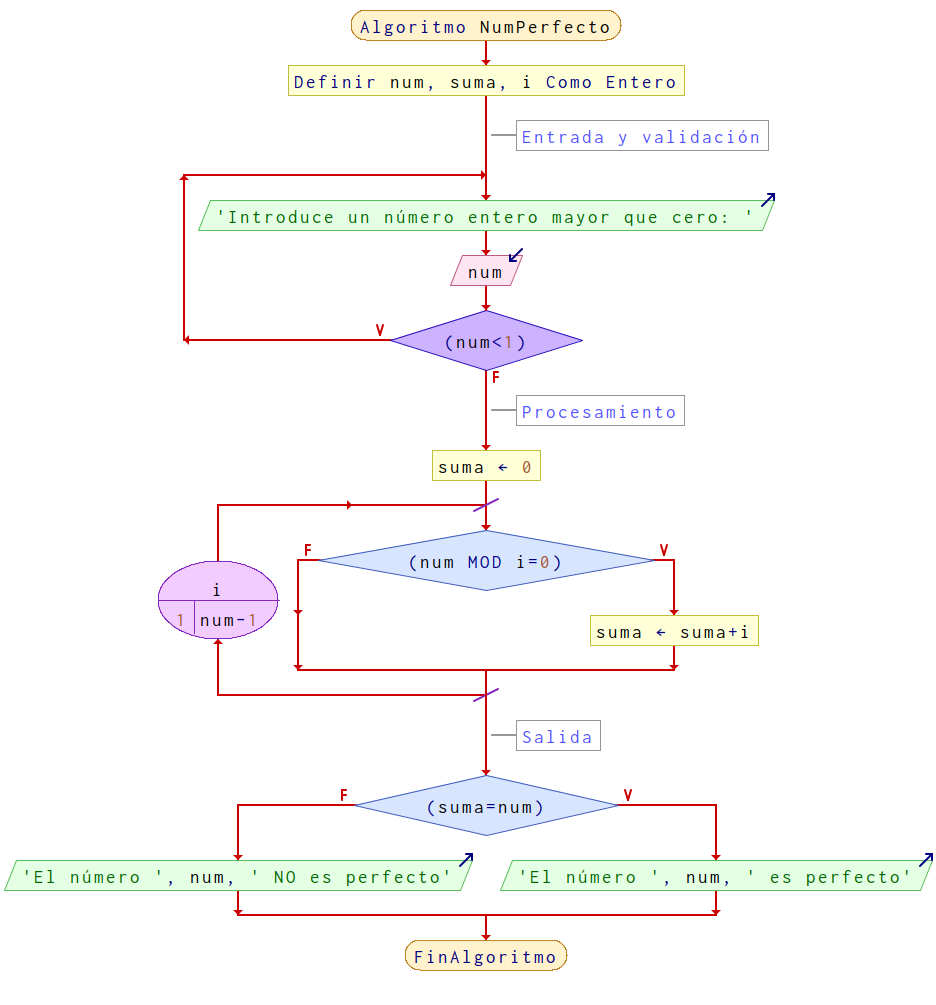 Algoritmo NumPerfecto
Definir num, suma, i Como Entero
Entrada y validación
'Introduce un número entero mayor que cero: '
num
V
(num<1)
F
Procesamiento
suma ← 0
F
V
(num MOD i=0)
i
1 num-1
suma ← suma+i
Salida
F
V
(suma=num)
'El número ', num, ' NO es perfecto'
'El número ', num, ' es perfecto'
FinAlgoritmo